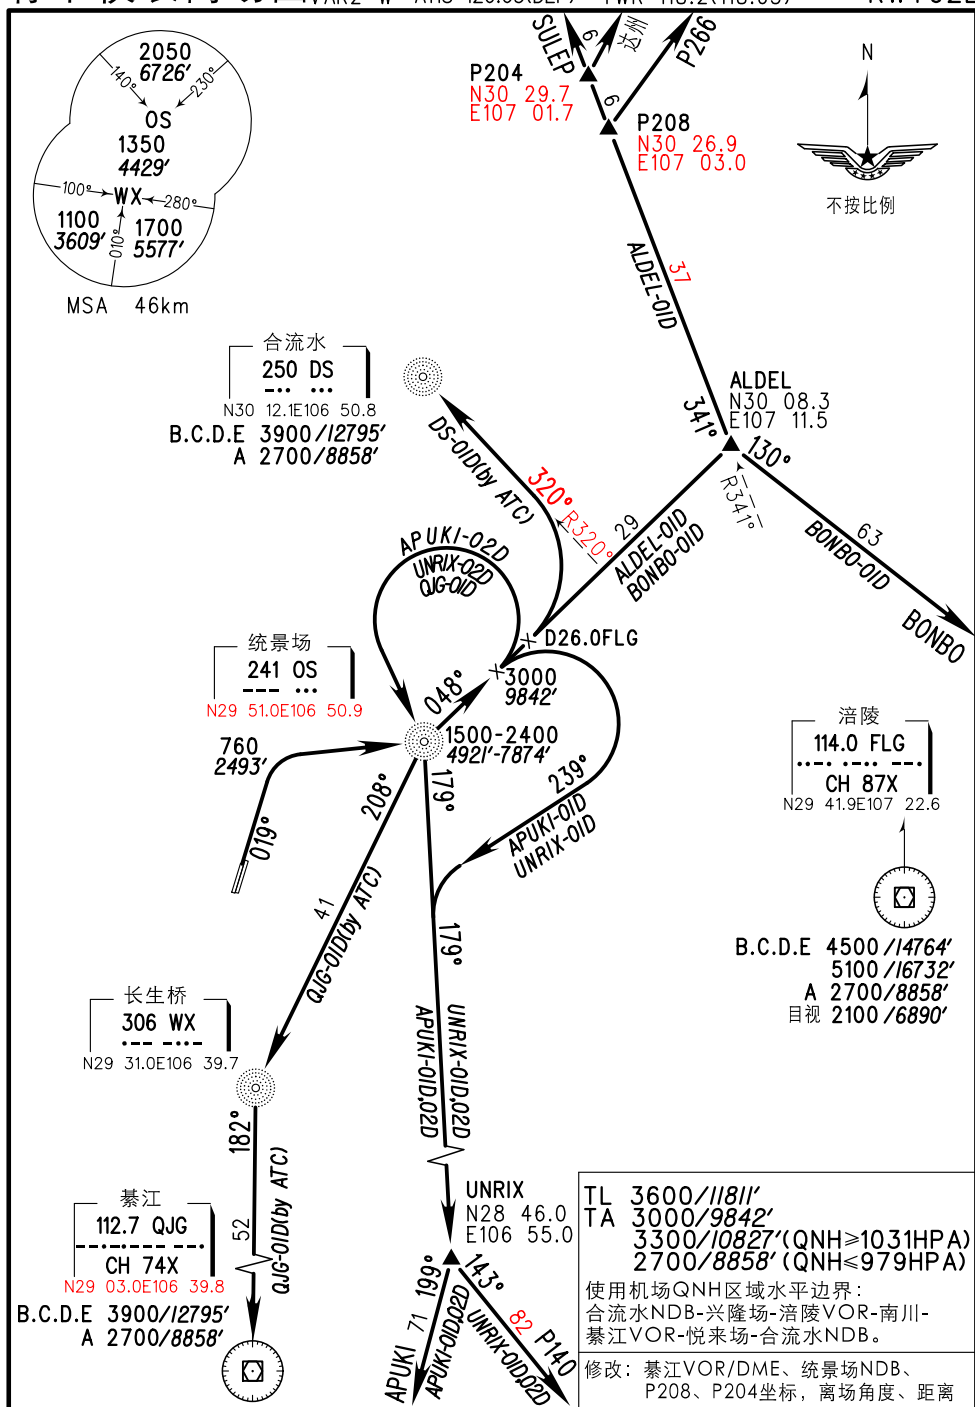 2050
6726′
140°
230°
OS
1350
4429′
100°
WX
280°
1100
3609′
010°
1700
5577′
MSA 46km
SULEP
6
达州
P266
P204
N30 29.7
E107 01.7
6
P208
N30 26.9
E107 03.0
N
不按比例
ALDEL-01D
37
合流水
250 DS
N30 12.1E106 50.8
B.C.D.E 3900/12795′
A 2700/8858′
DS-01D(by ATC)
320°
R320°
341°
ALDEL
N30 08.3
E107 11.5
130°
R341°
29
ALDEL-01D
BONBO-01D
63
BONBO-01D
BONBO
APUKI-02D
UNRIX-02D
QJG-01D
D26.0FLG
3000
9842′
统景场
241 OS
N29 51.0E106 50.9
048°
1500-2400
4921′-7874′
760
2493′
019°
208°
179°
239°
APUKI-01D
UNRIX-01D
涪陵
114.0 FLG
CH 87X
N29 41.9E107 22.6
B.C.D.E 4500/14764′
5100/16732′
A 2700/8858′
目视 2100/6890′
41
QJG-01D(by ATC)
179°
UNRIX-01D,02D
APUKI-01D,02D
长生桥
306 WX
N29 31.0E106 39.7
182°
52
QJG-01D(by ATC)
綦江
112.7 QJG
CH 74X
N29 03.0E106 39.8
B.C.D.E 3900/12795′
A 2700/8858′
UNRIX
N28 46.0
E106 55.0
199°
143°
71
APUKI
APUKI-01D,02D
82
P140
UNRIX-01D,02D
TL 3600/11811′
TA 3000/9842′
3300/10827′(QNH≥1031HPA)
2700/8858′(QNH≤979HPA)
使用机场QNH区域水平边界:
合流水NDB-兴隆场-涪陵VOR-南川-
綦江VOR-悦来场-合流水NDB。
修改: 綦江VOR/DME、统景场NDB、
P208、P204坐标, 离场角度、距离